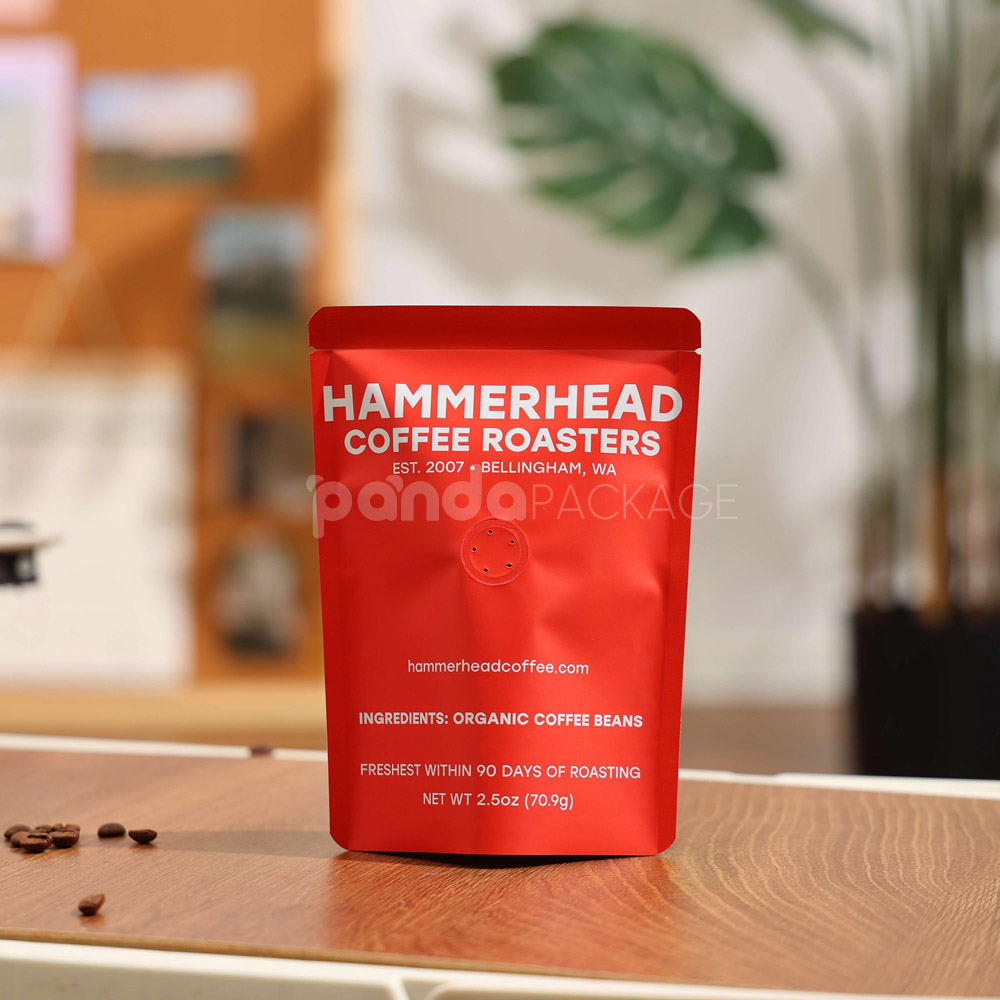 HAMMERHEAD
COFFEE ROASTERS
EST. 2007 • BELLINGHAM, WA
pandaPACKAGE
hammerheadcoffee.com
INGREDIENTS: ORGANIC COFFEE BEANS
FRESHEST WITHIN 90 DAYS OF ROASTING
NET WT 2.5oz (70.9g)